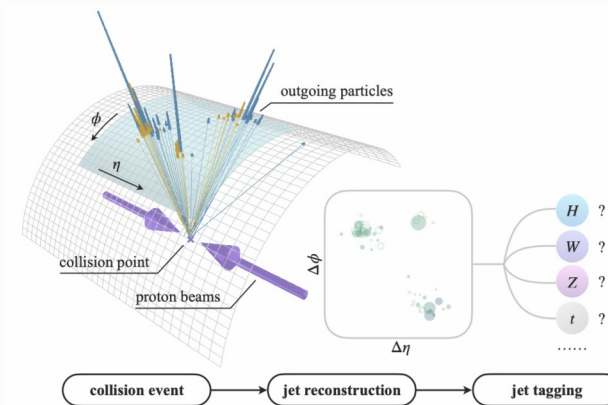 outgoing particles
ϕ
η
collision point
proton beams
Δϕ
Δη
H ?
W ?
Z ?
t ?
......
collision event
jet reconstruction
jet tagging